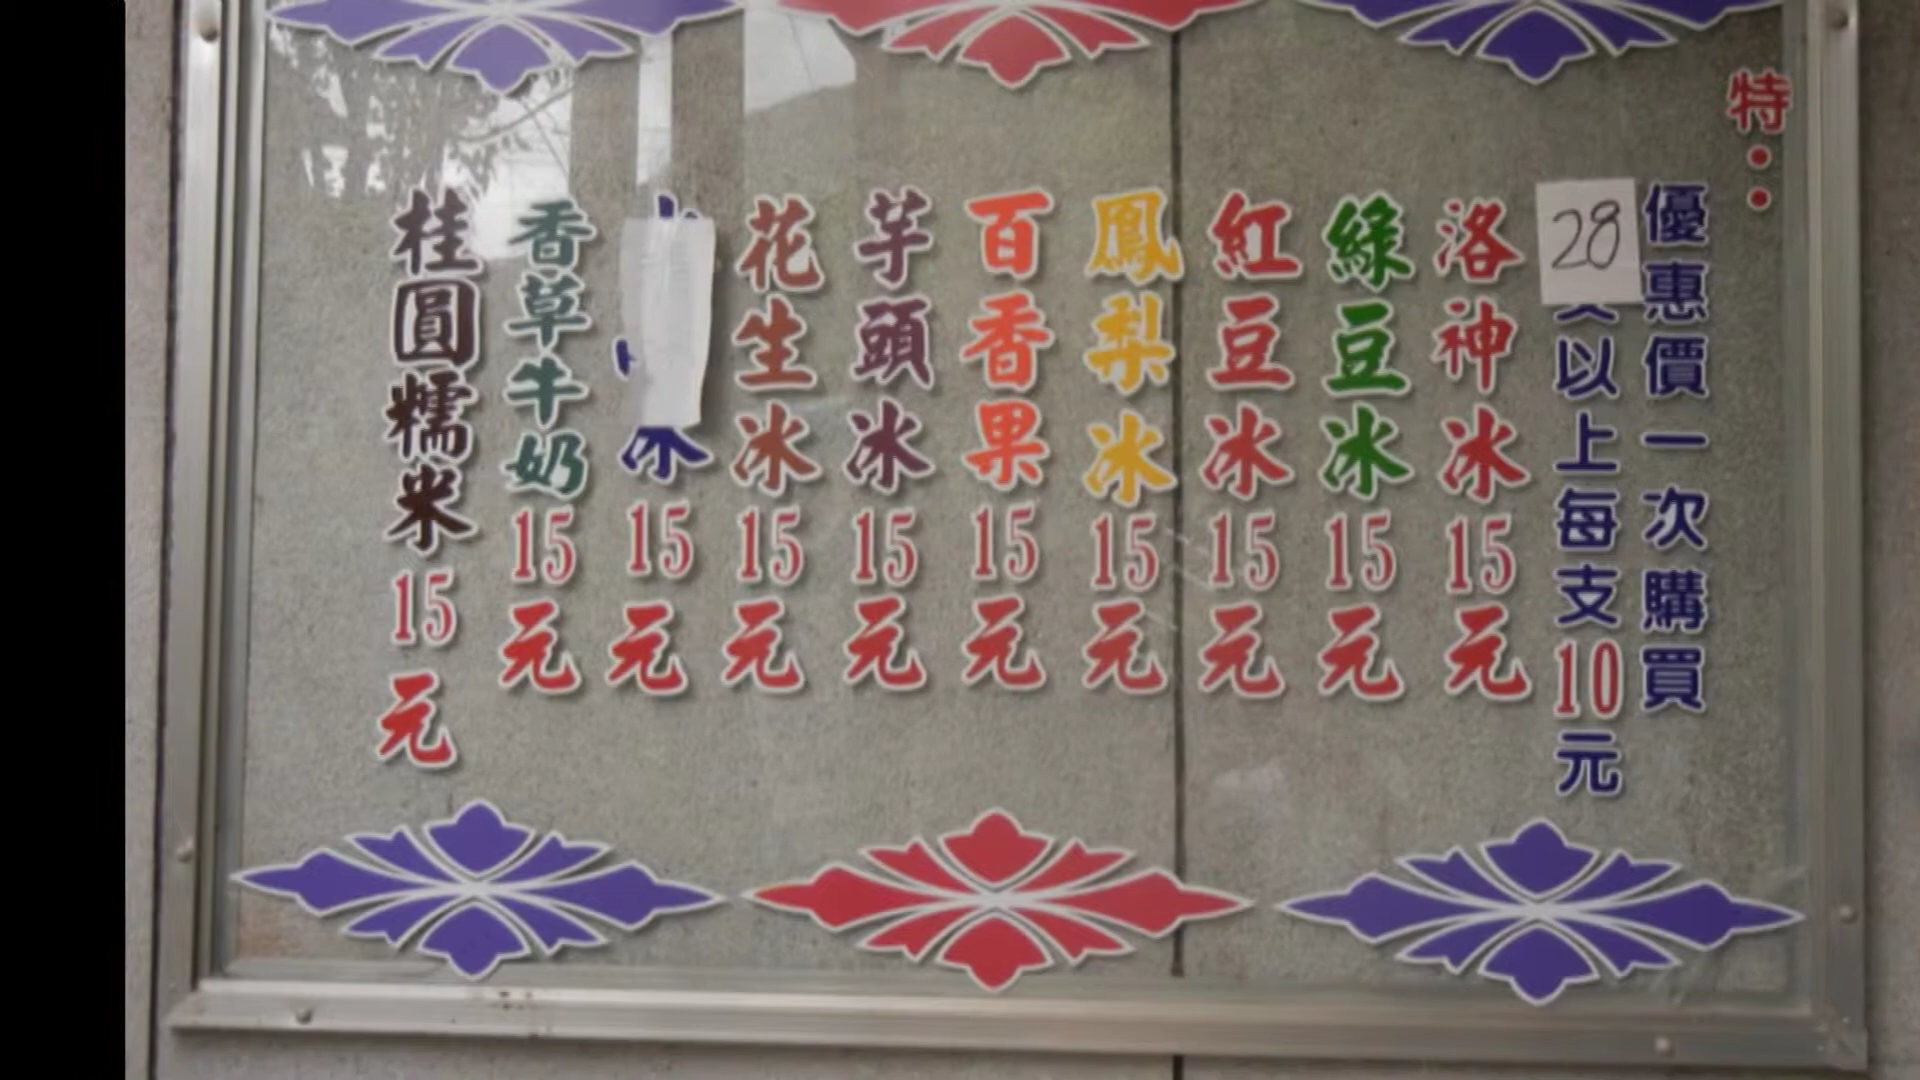 特：
優惠價一次購買
28
以上每支10元
洛神冰15元
綠豆冰15元
紅豆冰15元
鳳梨冰15元
百香果15元
芋頭冰15元
花生冰15元
冰15元
香草牛奶15元
桂圓糯米15元